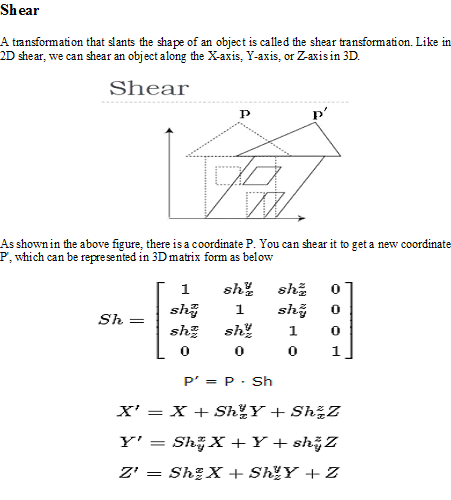 Shear
A transformation that slants the shape of an object is called the shear transformation. Like in
2D shear, we can shear an object along the X-axis, Y-axis, or Z-axis in 3D.
Shear
P P′
As shown in the above figure, there is a coordinate P. You can shear it to get a new coordinate
P', which can be represented in 3D matrix form as below
Sh = [ 1 sh_x^y sh_x^z 0
sh_y^x 1 sh_y^z 0
sh_z^x sh_z^y 1 0
0 0 0 1 ]
P′ = P · Sh
X′ = X + Sh_x^y Y + Sh_x^z Z
Y′ = Sh_y^x X + Y + sh_y^z Z
Z′ = Sh_z^x X + Sh_z^y Y + Z